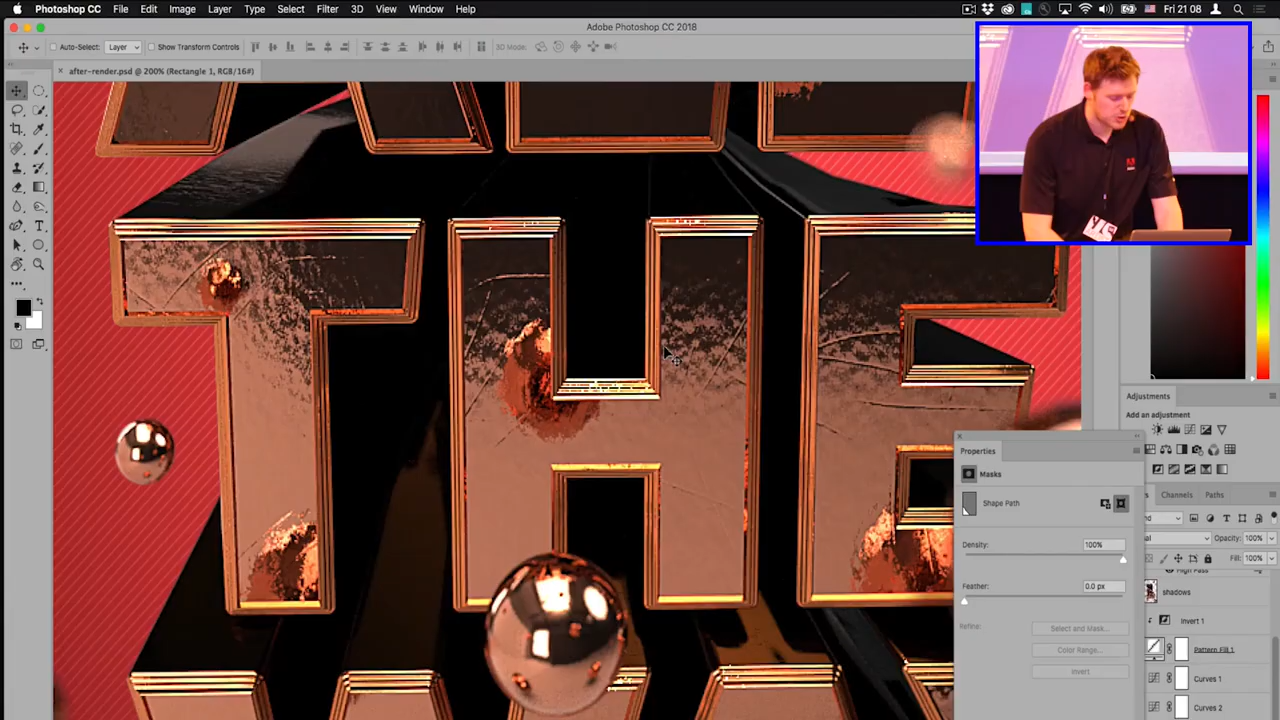 Photoshop CC File Edit Image Layer Type Select Filter 3D View Window Help Fri 21 08
Adobe Photoshop CC 2018
Auto-Select: Layer Show Transform Controls 3D Mode:
× after-render.psd @ 200% (Rectangle 1, RGB/16#)
THE
Adjustments
Add an adjustment
Properties
Masks
Shape Path
Density: 100%
Feather: 0.0 px
Refine: Select and Mask...
Color Range...
Invert
Channels Paths
Opacity: 100%
Fill: 100%
High Pass
shadows
Invert 1
Pattern Fill 1
Curves 1
Curves 2